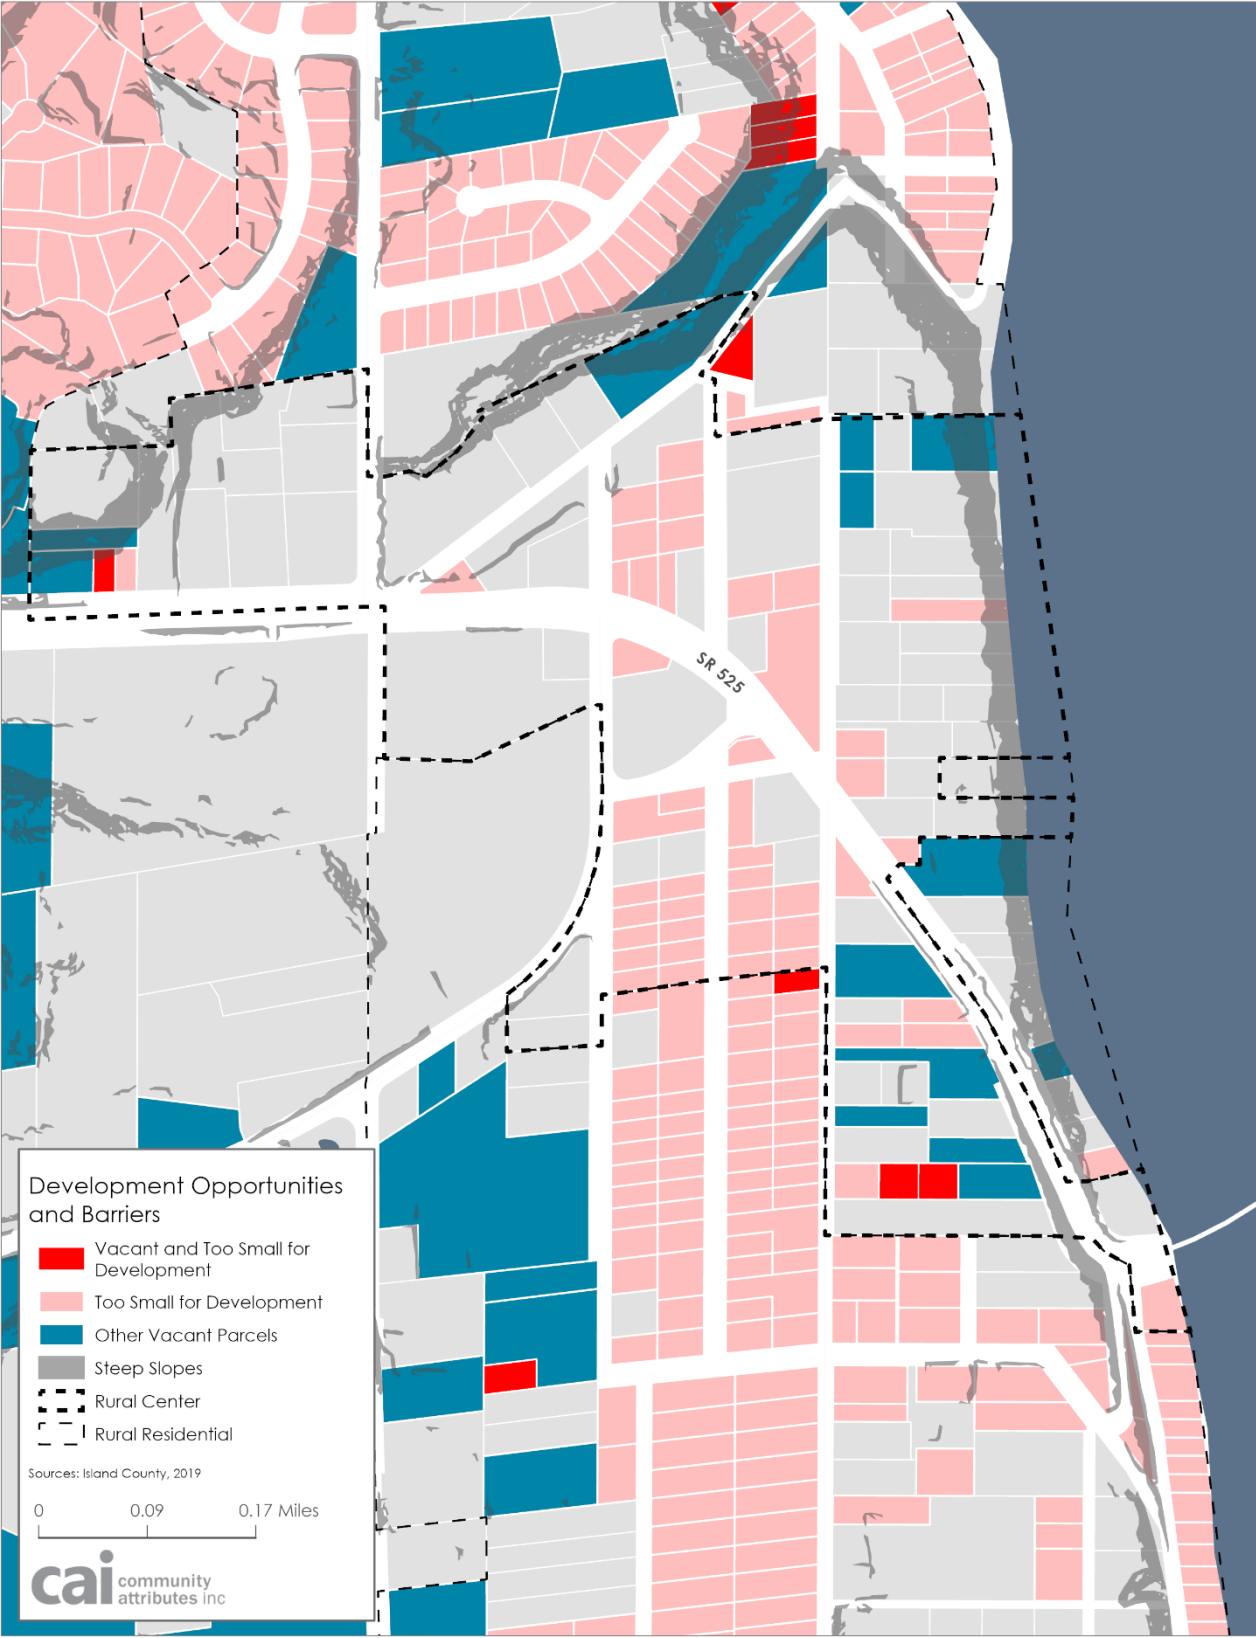 SR 525
Development Opportunities
and Barriers
Vacant and Too Small for
Development
Too Small for Development
Other Vacant Parcels
Steep Slopes
Rural Center
Rural Residential
Sources: Island County, 2019
0 0.09 0.17 Miles
cai community
attributes inc